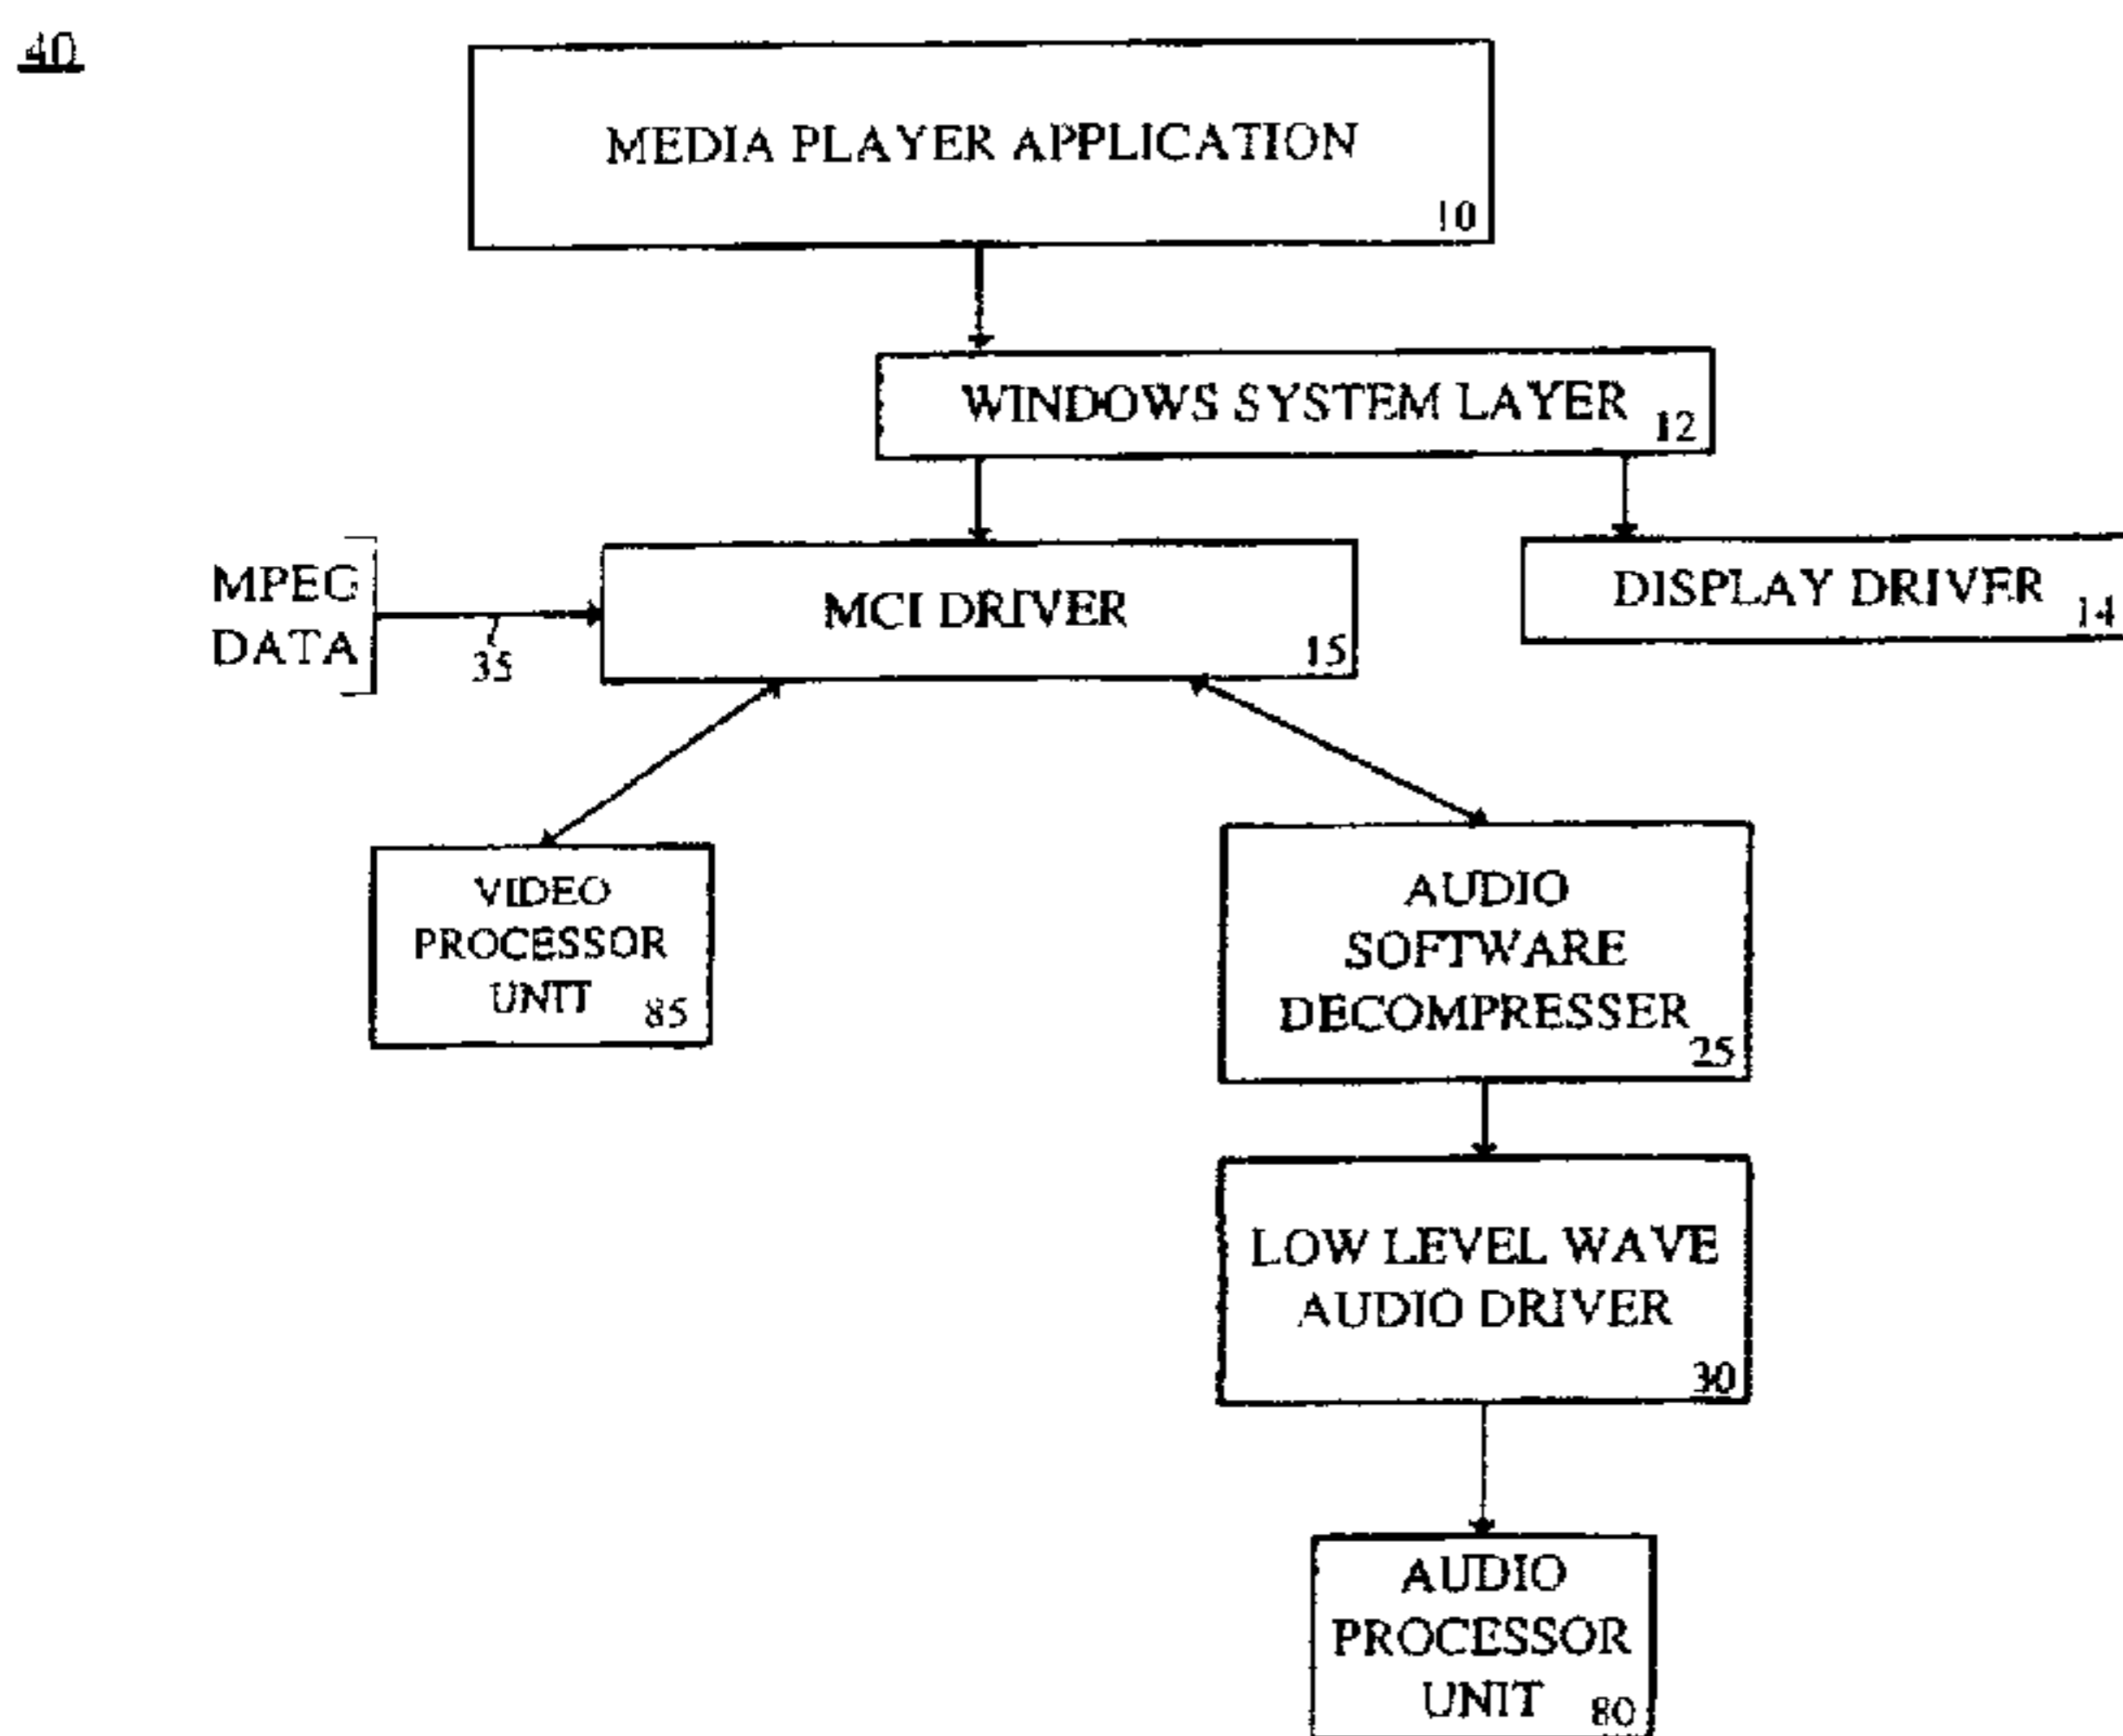 40
MEDIA PLAYER APPLICATION
10
WINDOWS SYSTEM LAYER
12
MPEG
DATA
35
MCI DRIVER
15
DISPLAY DRIVER
14
VIDEO
PROCESSOR
UNIT
85
AUDIO
SOFTWARE
DECOMPRESSER
25
LOW LEVEL WAVE
AUDIO DRIVER
30
AUDIO
PROCESSOR
UNIT
80